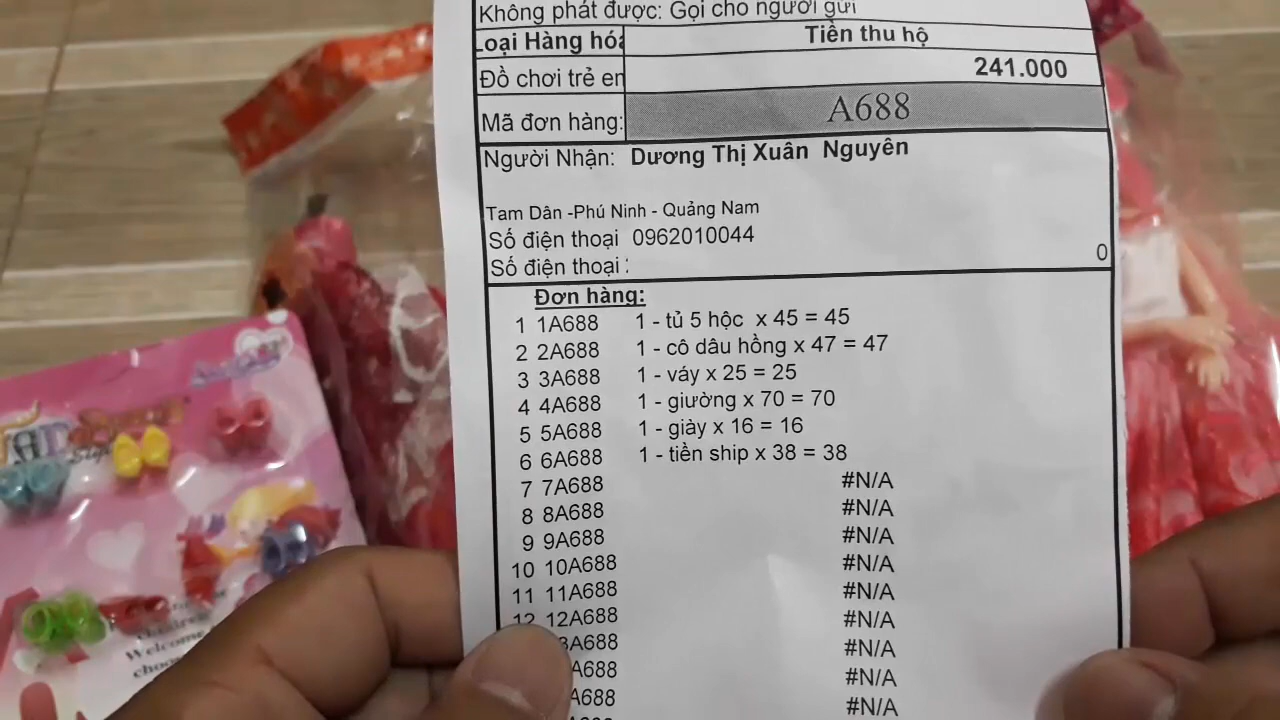 Không phát được: Gọi cho người gửi
Loại Hàng hóa
Tiền thu hộ
Đồ chơi trẻ em
241.000
Mã đơn hàng:
A688
Người Nhận: Dương Thị Xuân Nguyên
Tam Dân -Phú Ninh - Quảng Nam
Số điện thoại 0962010044
Số điện thoại :
0
Đơn hàng:
1 1A688 1 - tủ 5 hộc x 45 = 45
2 2A688 1 - cô dâu hồng x 47 = 47
3 3A688 1 - váy x 25 = 25
4 4A688 1 - giường x 70 = 70
5 5A688 1 - giày x 16 = 16
6 6A688 1 - tiền ship x 38 = 38
7 7A688 #N/A
8 8A688 #N/A
9 9A688 #N/A
10 10A688 #N/A
11 11A688 #N/A
12 12A688 #N/A
3A688 #N/A
A688 #N/A
A688 #N/A
Welcome